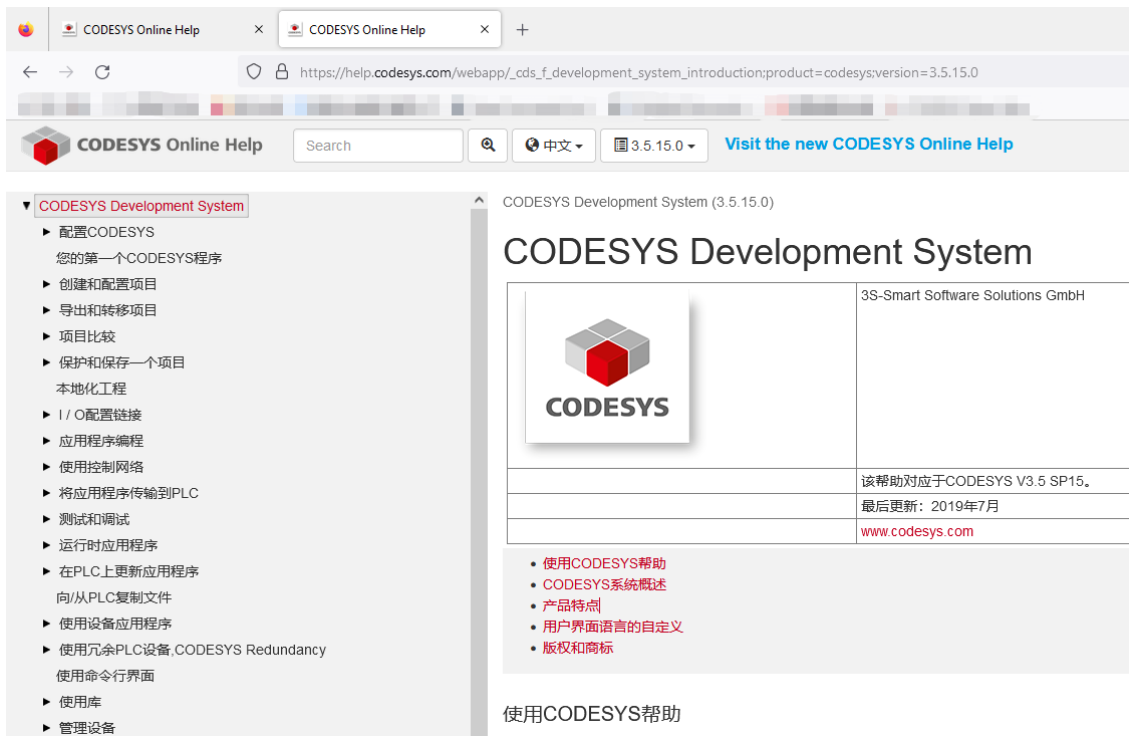 CODESYS Online Help
CODESYS Online Help
https://help.codesys.com/webapp/_cds_f_development_system_introduction;product=codesys;version=3.5.15.0
CODESYS Online Help
Search
中文
3.5.15.0
Visit the new CODESYS Online Help
CODESYS Development System
配置CODESYS
您的第一个CODESYS程序
创建和配置项目
导出和转移项目
项目比较
保护和保存一个项目
本地化工程
I / O配置链接
应用程序编程
使用控制网络
将应用程序传输到PLC
测试和调试
运行时应用程序
在PLC上更新应用程序
向/从PLC复制文件
使用设备应用程序
使用冗余PLC设备,CODESYS Redundancy
使用命令行界面
使用库
管理设备
CODESYS Development System (3.5.15.0)
CODESYS Development System
CODESYS
3S-Smart Software Solutions GmbH
该帮助对应于CODESYS V3.5 SP15。
最后更新：2019年7月
www.codesys.com
使用CODESYS帮助
CODESYS系统概述
产品特点
用户界面语言的自定义
版权和商标
使用CODESYS帮助